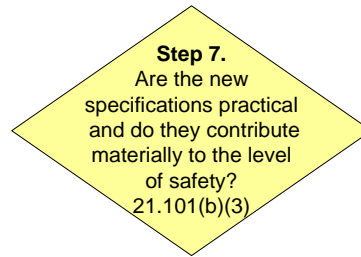 Step 7.
Are the new
specifications practical
and do they contribute
materially to the level
of safety?
21.101(b)(3)